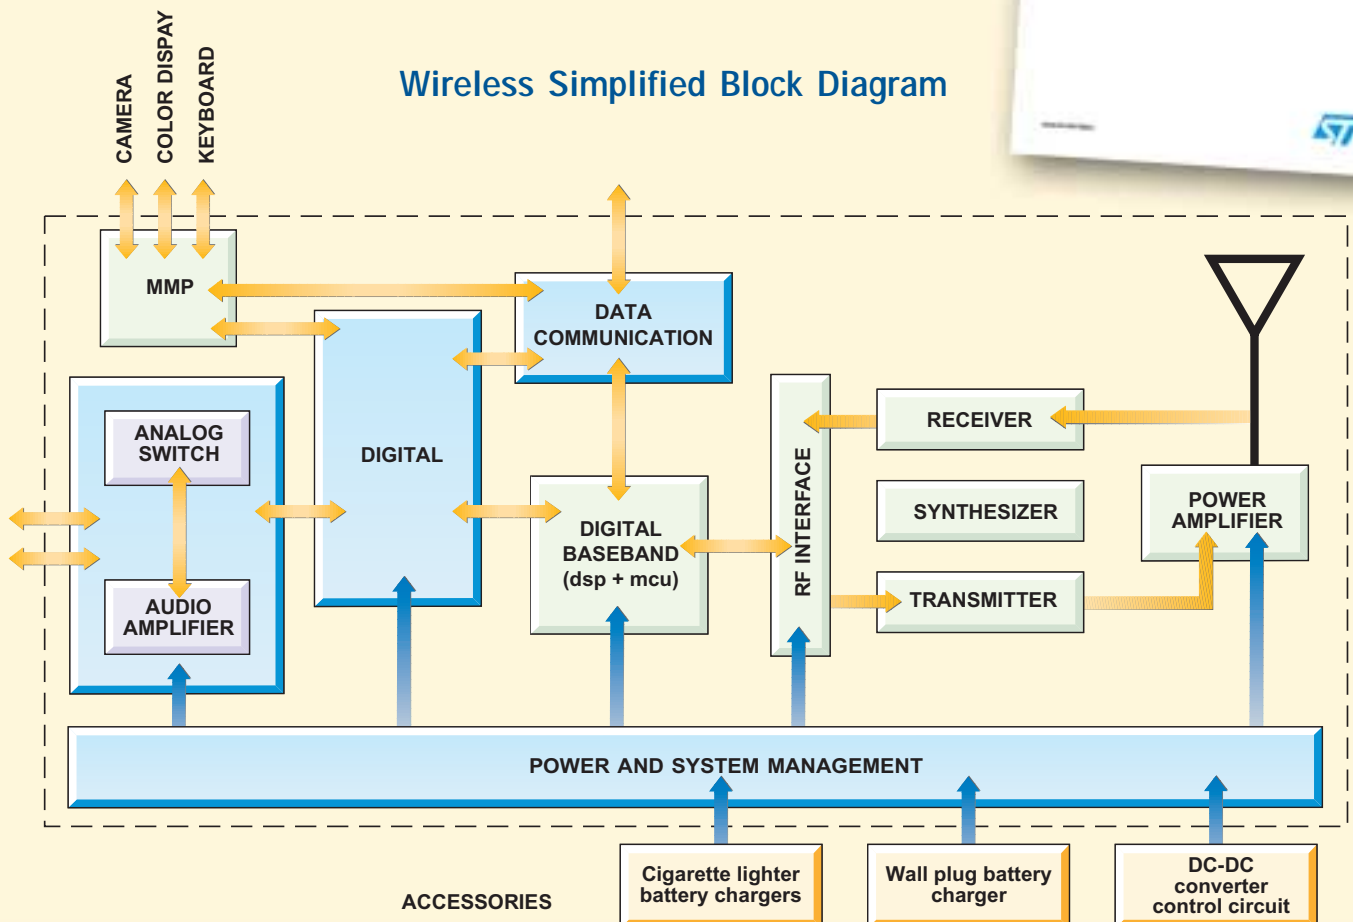 Wireless Simplified Block Diagram
CAMERA
COLOR DISPAY
KEYBOARD
MMP
DATA
COMMUNICATION
DIGITAL
ANALOG
SWITCH
AUDIO
AMPLIFIER
DIGITAL
BASEBAND
(dsp + mcu)
RF INTERFACE
RECEIVER
SYNTHESIZER
TRANSMITTER
POWER
AMPLIFIER
POWER AND SYSTEM MANAGEMENT
ACCESSORIES
Cigarette lighter
battery chargers
Wall plug battery
charger
DC-DC
converter
control circuit